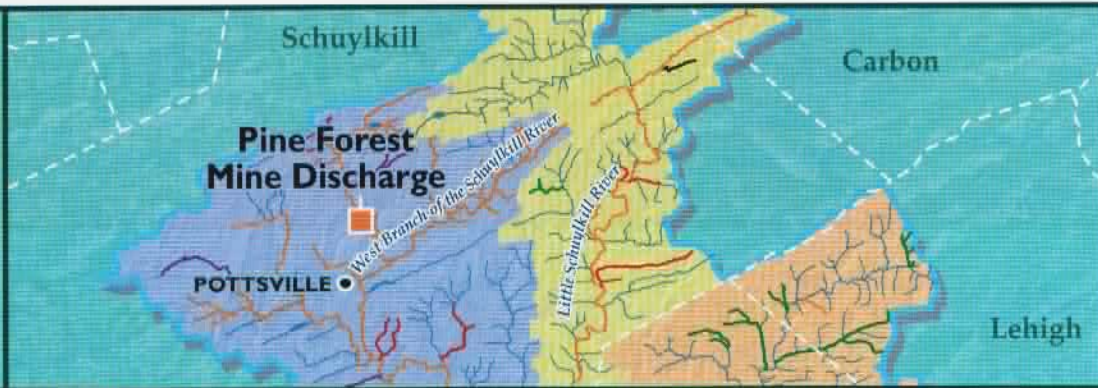 Schuylkill
Carbon
Pine Forest
Mine Discharge
West Branch of the Schuylkill River
Little Schuylkill River
POTTSVILLE
Lehigh